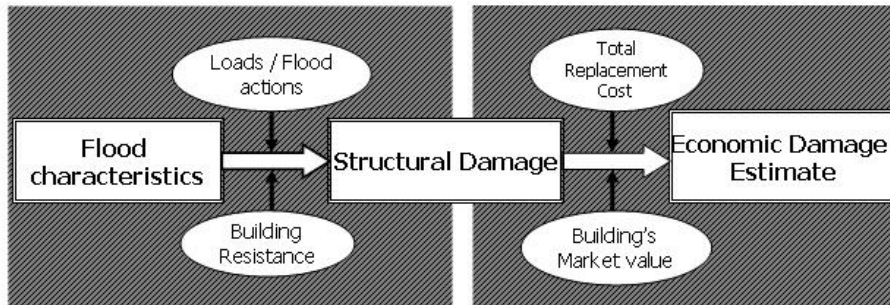 Loads / Flood
actions
Total
Replacement
Cost
Flood
characteristics
Structural Damage
Economic Damage
Estimate
Building
Resistance
Building's
Market value